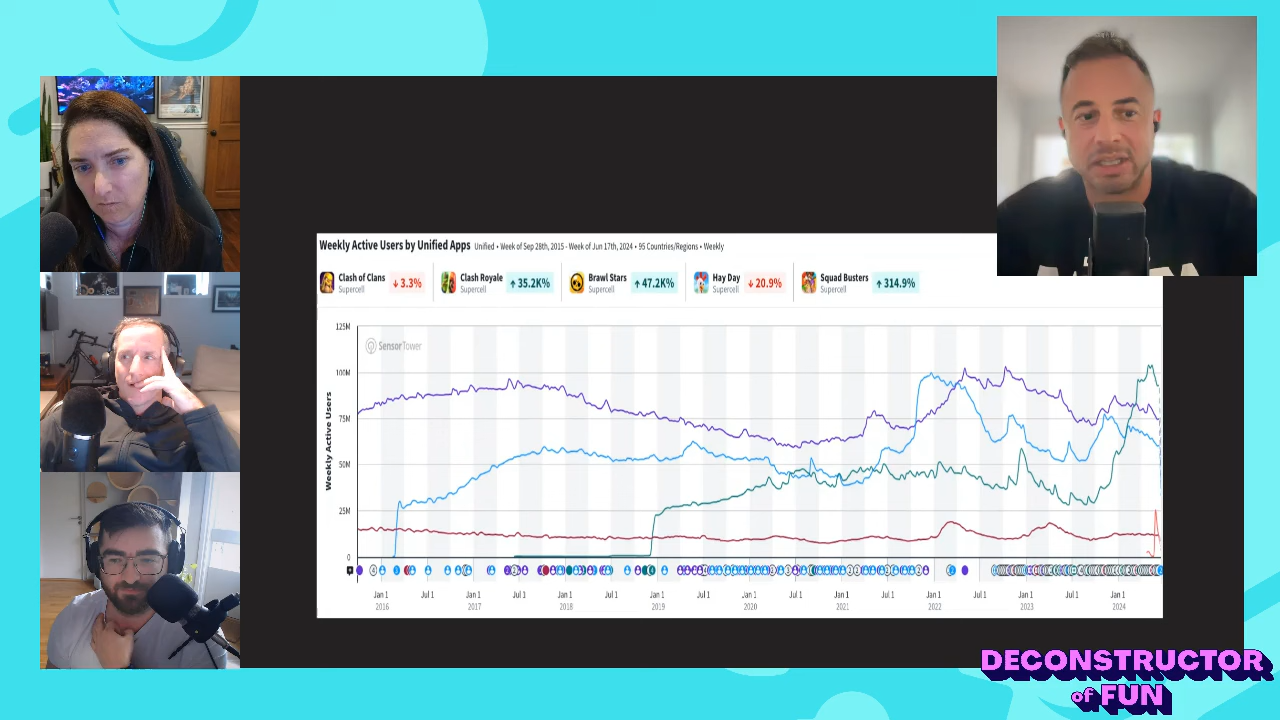 Weekly Active Users by Unified Apps Unified • Week of Sep 28th, 2015 - Week of Jun 17th, 2024 • 95 Countries/Regions • Weekly
Clash of Clans ↓ 3.3% Clash Royale ↑ 35.2K% Brawl Stars ↑ 47.2K% Hay Day ↓ 20.9% Squad Busters ↑ 314.9%
Supercell Supercell Supercell Supercell Supercell
125M
SensorTower
100M
75M
50M
25M
0
Weekly Active Users
Jan 1 Jul 1 Jan 1 Jul 1 Jan 1 Jul 1 Jan 1 Jul 1 Jan 1 Jul 1 Jan 1 Jul 1 Jan 1 Jul 1 Jan 1 Jul 1 Jan 1
2016 2017 2018 2019 2020 2021 2022 2023 2024
DECONSTRUCTOR
of FUN